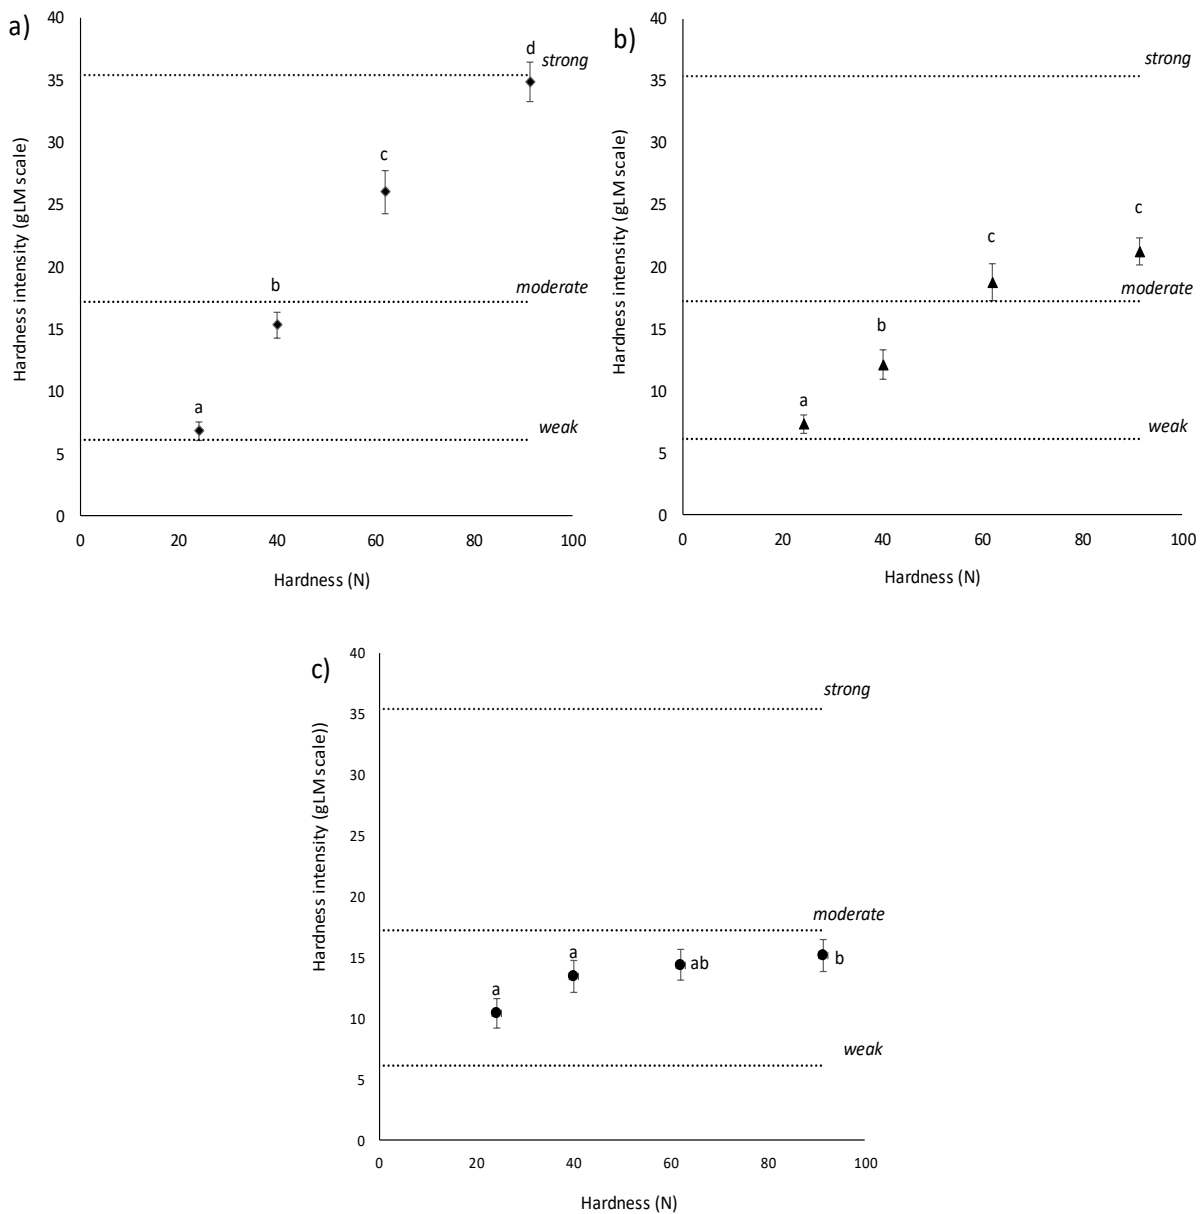 a)
Hardness intensity (gLM scale)
40
35
30
25
20
15
10
5
0
0 20 40 60 80 100
Hardness (N)
strong
moderate
weak
a
b
c
d
b)
Hardness intensity (gLM scale)
40
35
30
25
20
15
10
5
0
0 20 40 60 80 100
Hardness (N)
strong
moderate
weak
a
b
c
c
c)
Hardness intensity (gLM scale))
40
35
30
25
20
15
10
5
0
0 20 40 60 80 100
Hardness (N)
strong
moderate
weak
a
a
ab
b